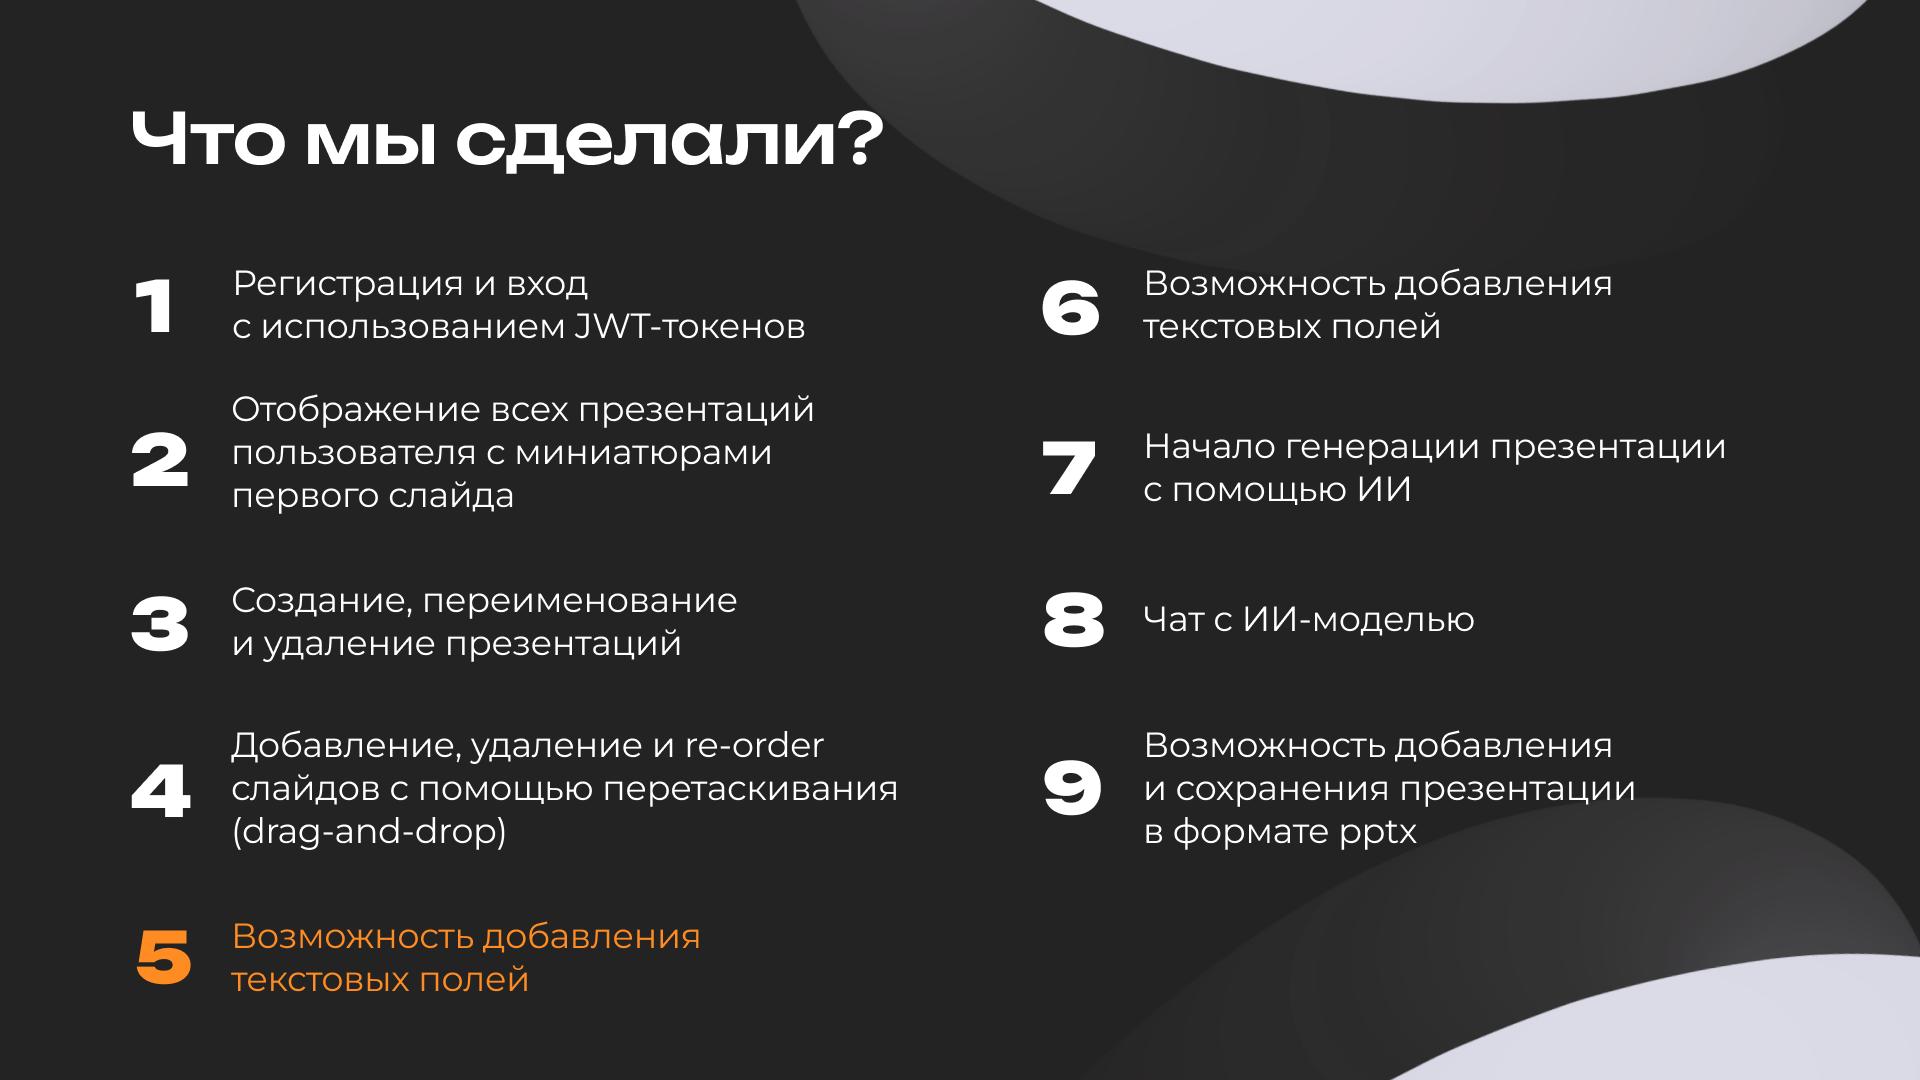 Что мы сделали?
1
Регистрация и вход
с использованием JWT-токенов
2
Отображение всех презентаций
пользователя с миниатюрами
первого слайда
3
Создание, переименование
и удаление презентаций
4
Добавление, удаление и re-order
слайдов с помощью перетаскивания
(drag-and-drop)
5
Возможность добавления
текстовых полей
6
Возможность добавления
текстовых полей
7
Начало генерации презентации
с помощью ИИ
8
Чат с ИИ-моделью
9
Возможность добавления
и сохранения презентации
в формате pptx